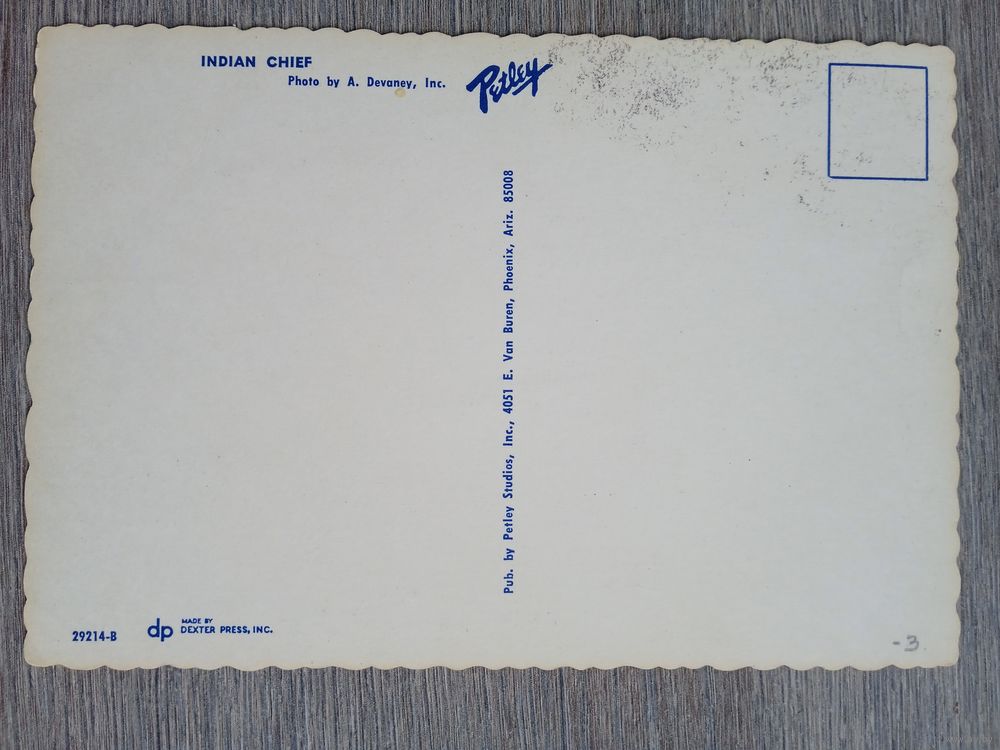 INDIAN CHIEF
Photo by A. Devaney, Inc.
Petley
Pub. by Petley Studios, Inc., 4051 E. Van Buren, Phoenix, Ariz. 85008
29214-B
dp
MADE BY
DEXTER PRESS, INC.
-3